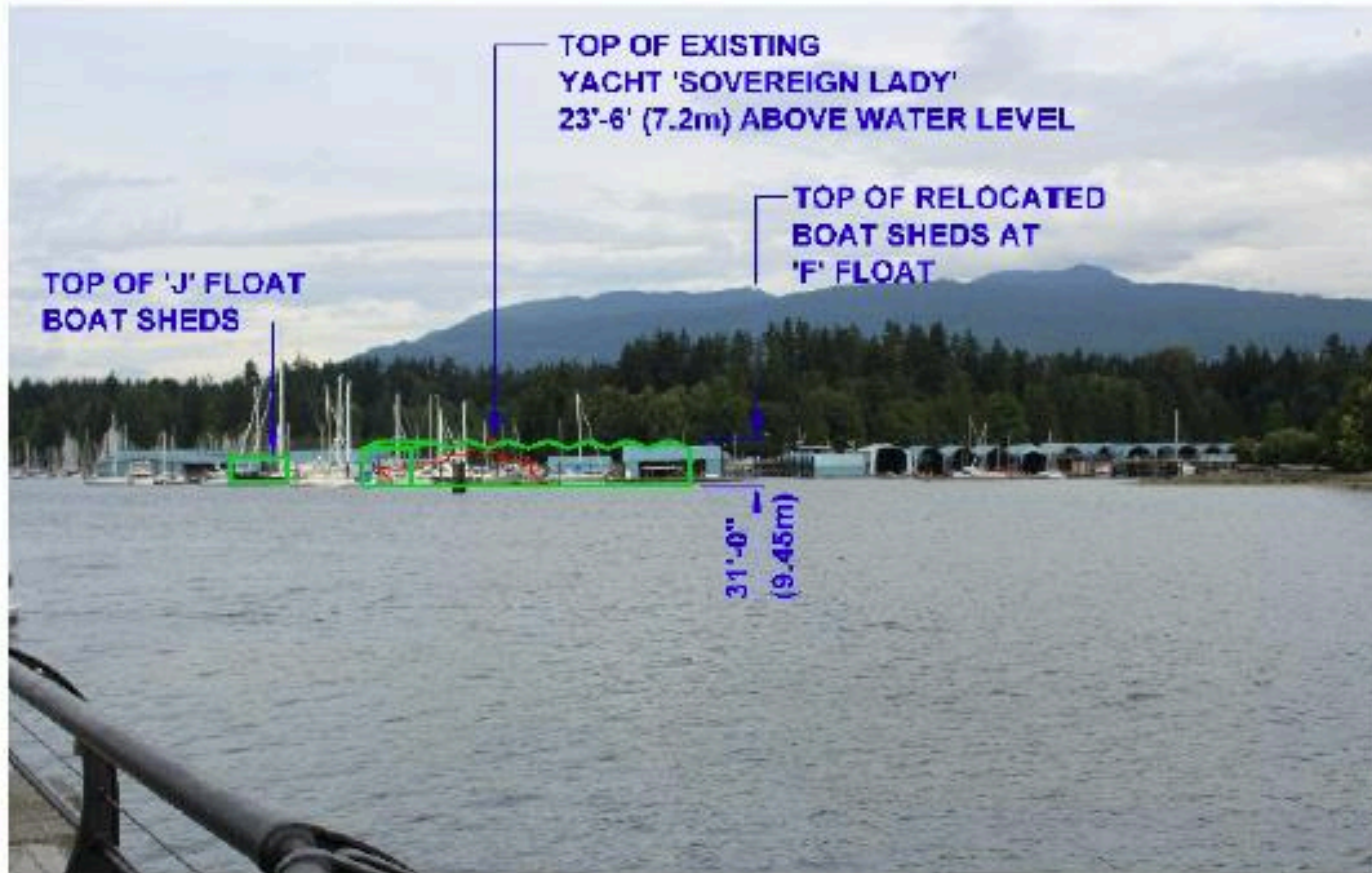 TOP OF EXISTING
YACHT 'SOVEREIGN LADY'
23'-6' (7.2m) ABOVE WATER LEVEL
TOP OF RELOCATED
BOAT SHEDS AT
'F' FLOAT
TOP OF 'J' FLOAT
BOAT SHEDS
31'-0"
(9.45m)